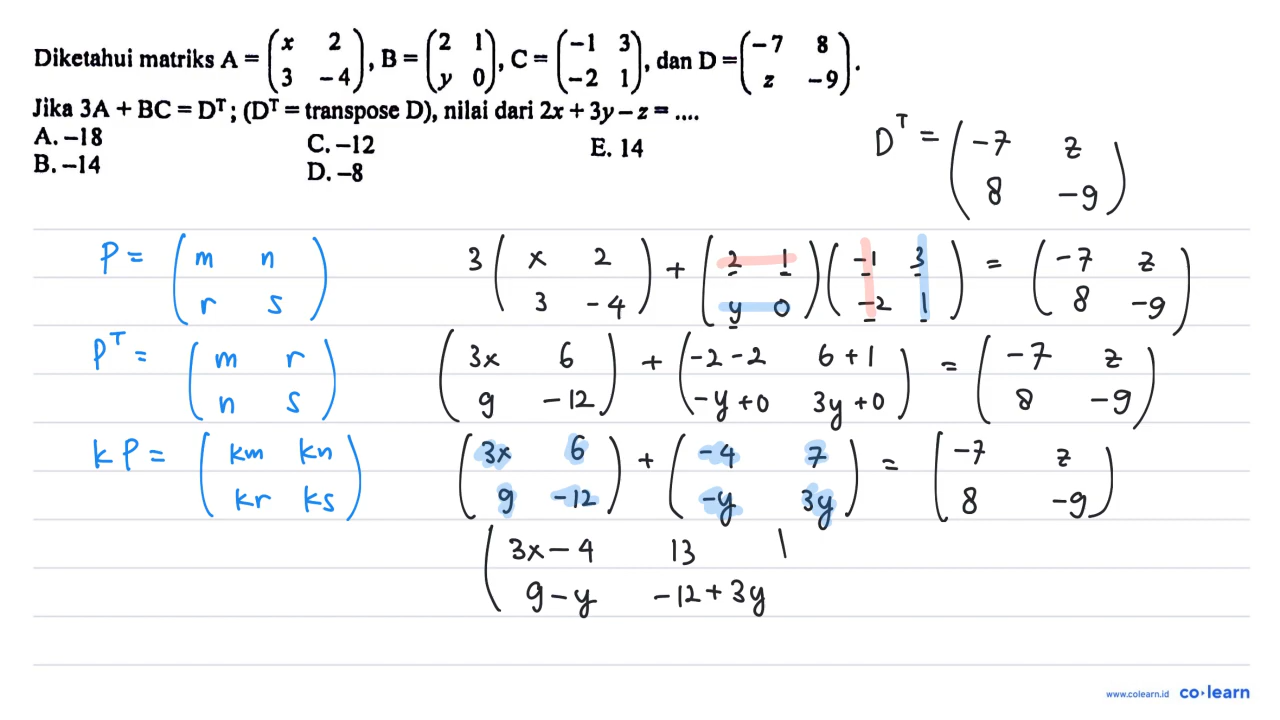 Diketahui matriks A = (x 2 3 -4), B = (2 1 y 0), C = (-1 3 -2 1), dan D = (-7 8 z -9).
Jika 3A + BC = Dᵀ ; (Dᵀ = transpose D), nilai dari 2x + 3y – z = ....
A. –18
B. –14
C. –12
D. –8
E. 14
Dᵀ = (-7 z
8 -9)
P = (m n
r s)
3 (x 2 + (2 1)(-1 3) = (-7 z
3 -4) y 0 -2 1 8 -9)
Pᵀ = (m r
n s)
(3x 6) + (-2-2 6+1) = (-7 z
9 -12 -y+0 3y+0 8 -9)
kP = (km kn
kr ks)
(3x 6) + (-4 7) = (-7 z
9 -12 -y 3y 8 -9)
(3x-4 13
9-y -12+3y
www.colearn.id co·learn